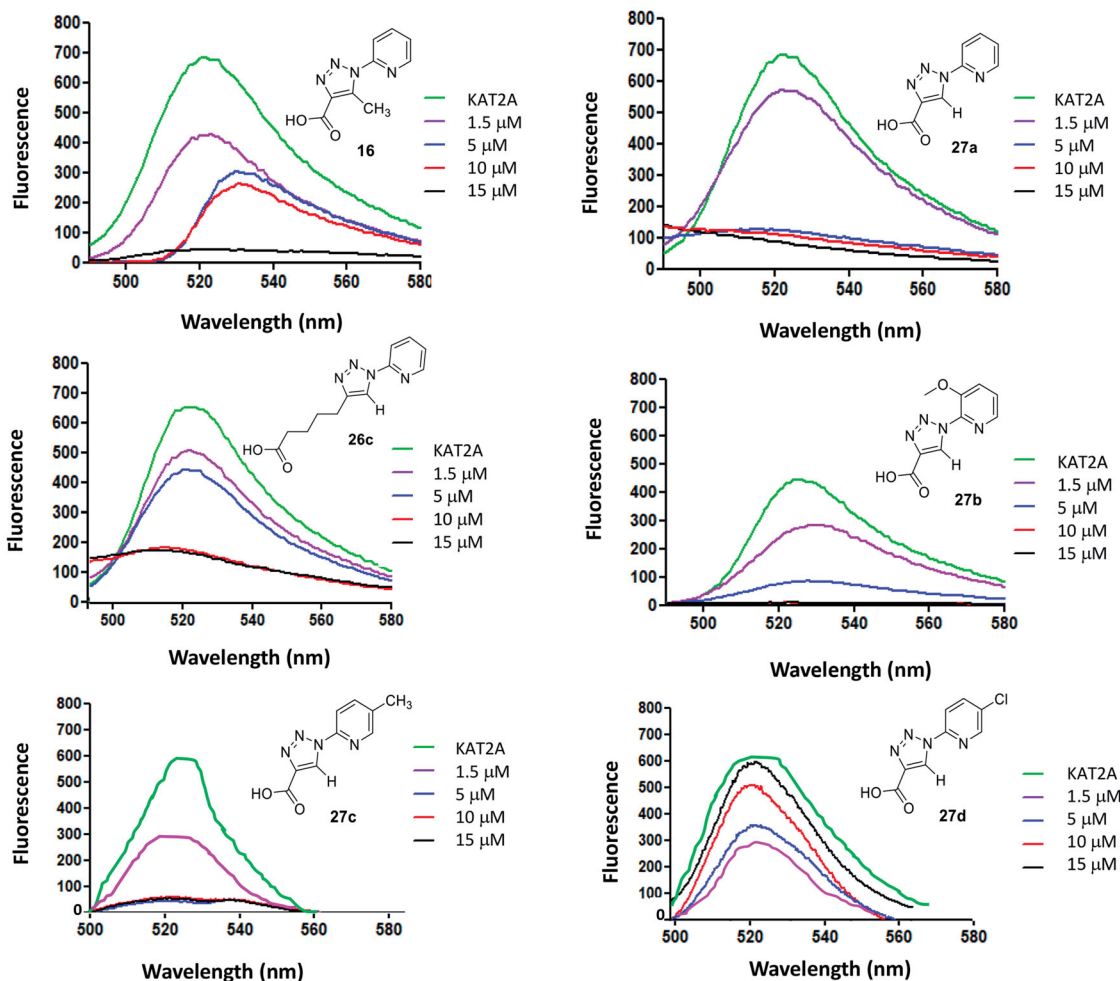 Fluorescence
800
700
600
500
400
300
200
100
0
500 520 540 560 580
Wavelength (nm)
N N
N N
CH₃
HO
O
16
KAT2A
1.5 μM
5 μM
10 μM
15 μM
Fluorescence
800
700
600
500
400
300
200
100
0
500 520 540 560 580
Wavelength (nm)
N N
N N
H
HO
O
27a
KAT2A
1.5 μM
5 μM
10 μM
15 μM
Fluorescence
800
700
600
500
400
300
200
100
0
500 520 540 560 580
Wavelength (nm)
N N
N N
H
HO
O
26c
KAT2A
1.5 μM
5 μM
10 μM
15 μM
Fluorescence
800
700
600
500
400
300
200
100
0
500 520 540 560 580
Wavelength (nm)
O
N N
N N
H
HO
O
27b
KAT2A
1.5 μM
5 μM
10 μM
15 μM
Fluorescence
800
700
600
500
400
300
200
100
0
500 520 540 560 580
Wavelength (nm)
CH₃
N N
N N
H
HO
O
27c
KAT2A
1.5 μM
5 μM
10 μM
15 μM
Fluorescence
800
700
600
500
400
300
200
100
0
500 520 540 560 580
Wavelength (nm)
Cl
N N
N N
H
HO
O
27d
KAT2A
1.5 μM
5 μM
10 μM
15 μM